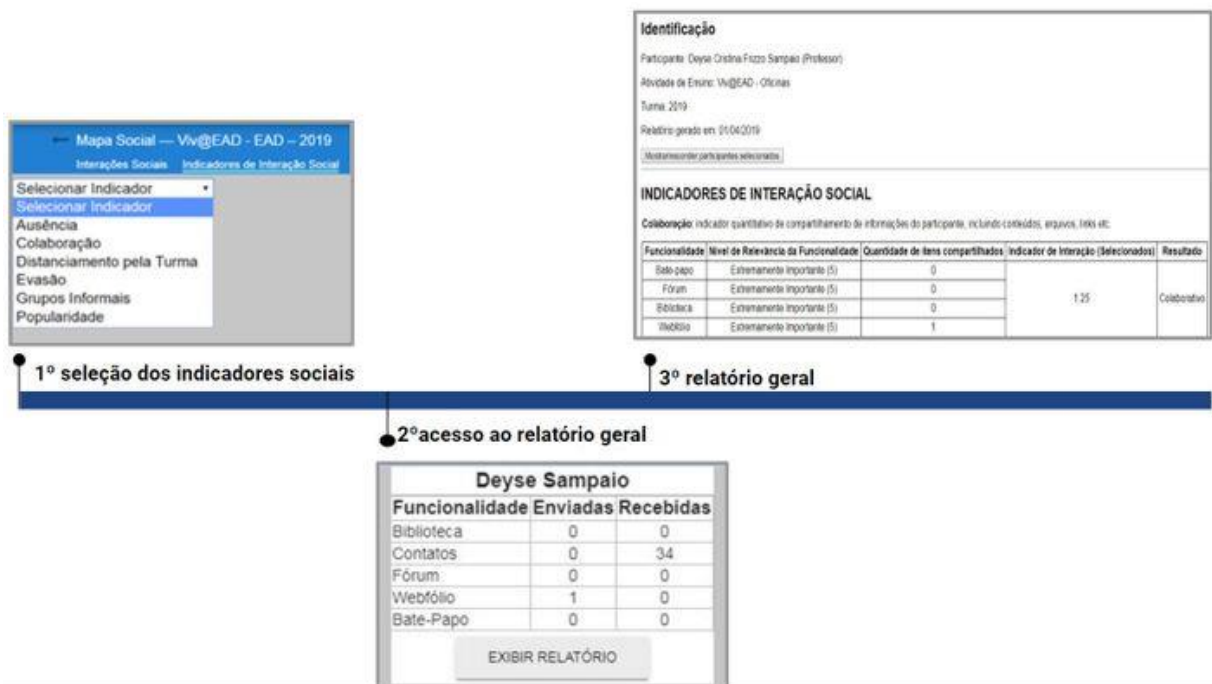 ← Mapa Social — Viv@EAD - EAD – 2019
Interações Sociais Indicadores de Interação Social
Selecionar Indicador
Selecionar Indicador
Ausência
Colaboração
Distanciamento pela Turma
Evasão
Grupos Informais
Popularidade
1º seleção dos indicadores sociais
2ºacesso ao relatório geral
Deyse Sampaio
Funcionalidade Enviadas Recebidas
Biblioteca 0 0
Contatos 0 34
Fórum 0 0
Webfólio 1 0
Bate-Papo 0 0
EXIBIR RELATÓRIO
Identificação
Participante: Deyse Cristina Frizzo Sampaio (Professor)
Atividade de Ensino: Viv@EAD - Oficinas
Turma: 2019
Relatório gerado em: 01/04/2019
Mostrar/esconder participantes selecionados
INDICADORES DE INTERAÇÃO SOCIAL
Colaboração: indicador quantitativo de compartilhamento de informações do participante, incluindo conteúdos, arquivos, links etc.
Funcionalidade Nível de Relevância da Funcionalidade Quantidade de itens compartilhados Indicador de Interação (Selecionados) Resultado
Bate-papo Extremamente Importante (5) 0
Fórum Extremamente Importante (5) 0
1.25 Colaborativo
Biblioteca Extremamente Importante (5) 0
Webfólio Extremamente Importante (5) 1
3º relatório geral